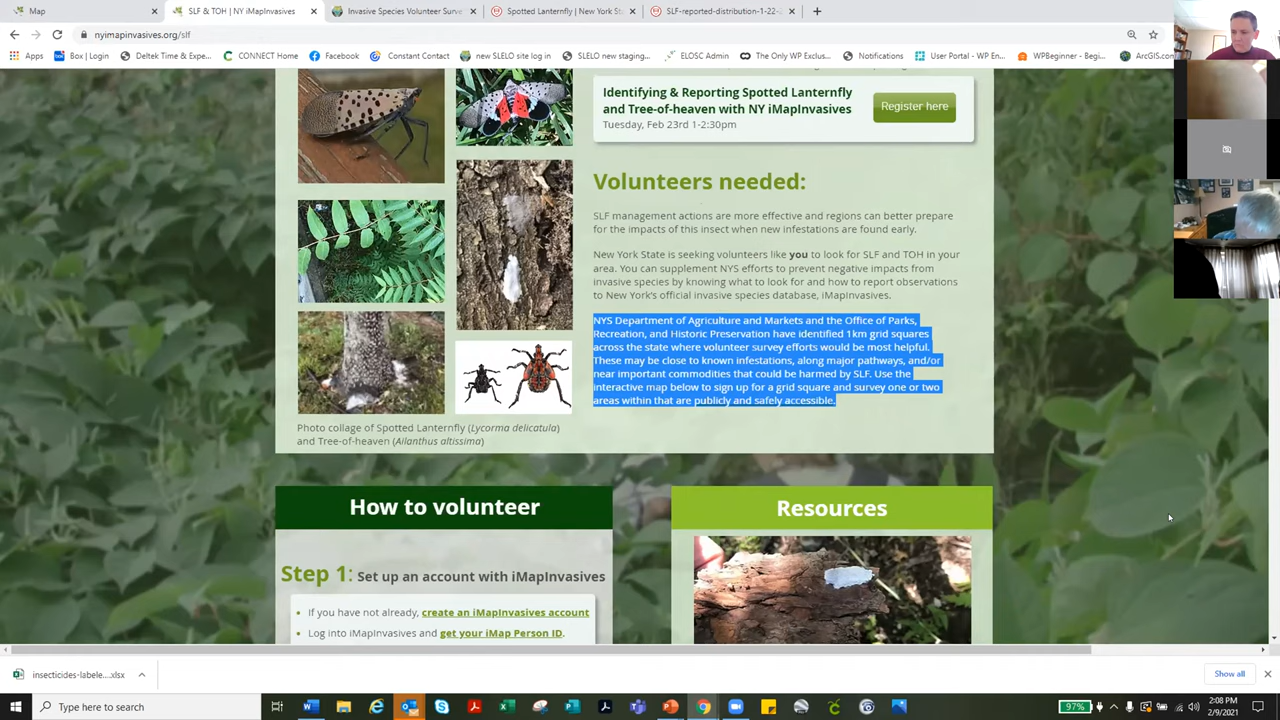 Map
SLF & TOH | NY iMapInvasives
Invasive Species Volunteer Surve
Spotted Lanternfly | New York St
SLF-reported-distribution-1-22-
nyimapinvasives.org/slf
Apps
Box | Login
Deltek Time & Expe...
CONNECT Home
Facebook
Constant Contact
new SLELO site log in
SLELO new staging...
ELOSC Admin
The Only WP Exclus...
Notifications
User Portal - WP En...
WPBeginner - Begi...
ArcGIS.com
Identifying & Reporting Spotted Lanternfly
and Tree-of-heaven with NY iMapInvasives
Tuesday, Feb 23rd 1-2:30pm
Register here
Volunteers needed:
SLF management actions are more effective and regions can better prepare
for the impacts of this insect when new infestations are found early.
New York State is seeking volunteers like you to look for SLF and TOH in your
area. You can supplement NYS efforts to prevent negative impacts from
invasive species by knowing what to look for and how to report observations
to New York's official invasive species database, iMapInvasives.
NYS Department of Agriculture and Markets and the Office of Parks,
Recreation, and Historic Preservation have identified 1km grid squares
across the state where volunteer survey efforts would be most helpful.
These may be close to known infestations, along major pathways, and/or
near important commodities that could be harmed by SLF. Use the
interactive map below to sign up for a grid square and survey one or two
areas within that are publicly and safely accessible.
Photo collage of Spotted Lanternfly (Lycorma delicatula)
and Tree-of-heaven (Ailanthus altissima)
How to volunteer
Resources
Step 1: Set up an account with iMapInvasives
• If you have not already, create an iMapInvasives account
• Log into iMapInvasives and get your iMap Person ID.
insecticides-labele....xlsx
Show all
Type here to search
97%
2:08 PM
2/9/2021